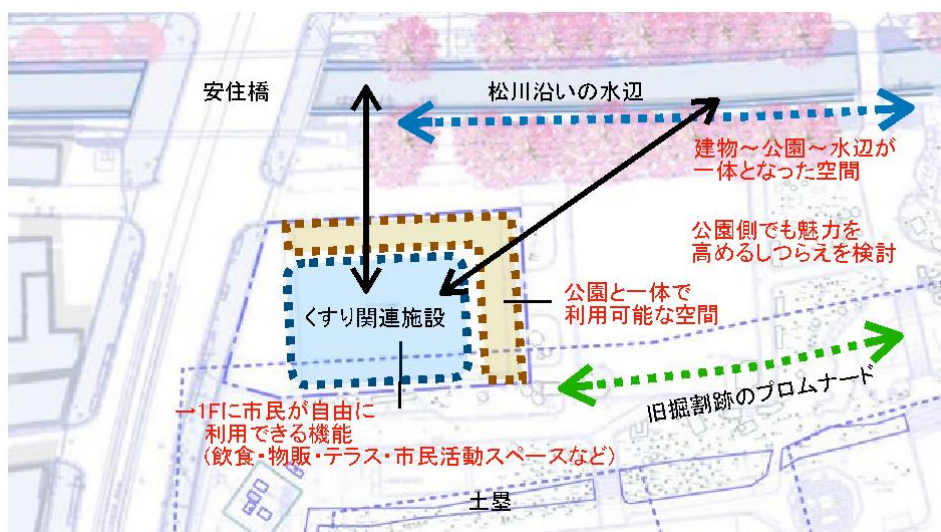 安住橋
松川沿いの水辺
建物～公園～水辺が
一体となった空間
公園側でも魅力を
高めるしつらえを検討
公園と一体で
利用可能な空間
くすり関連施設
旧掘割跡のプロムナード
→1Fに市民が自由に
利用できる機能
(飲食・物販・テラス・市民活動スペースなど)
土塁